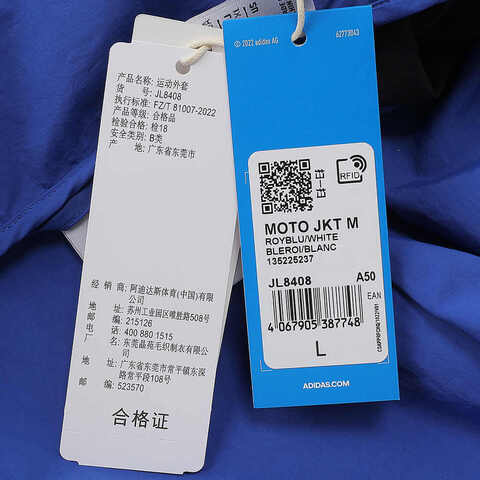 产品名称: 运动外套
货 号: JL8408
执行标准: FZ/T 81007-2022
产品等级: 合格品
检验合格: 检18
安全类别: B类
产 地: 广东省东莞市
经 销 商: 阿迪达斯体育(中国)有限公司
地 址: 苏州工业园区唯胜路508号
邮 编: 215126
电 话: 400 880 1515
厂 名: 东莞晶苑毛织制衣有限公司
地 址: 广东省东莞市常平镇东深路常平段108号
邮 编: 523570
合格证
© 2022 adidas AG
62773043
RFID
MOTO JKT M
ROYBLU/WHITE
BLEROI/BLANC
135225237
JL8408 A50
EAN
4 067905 387748
L
ADIDAS.COM